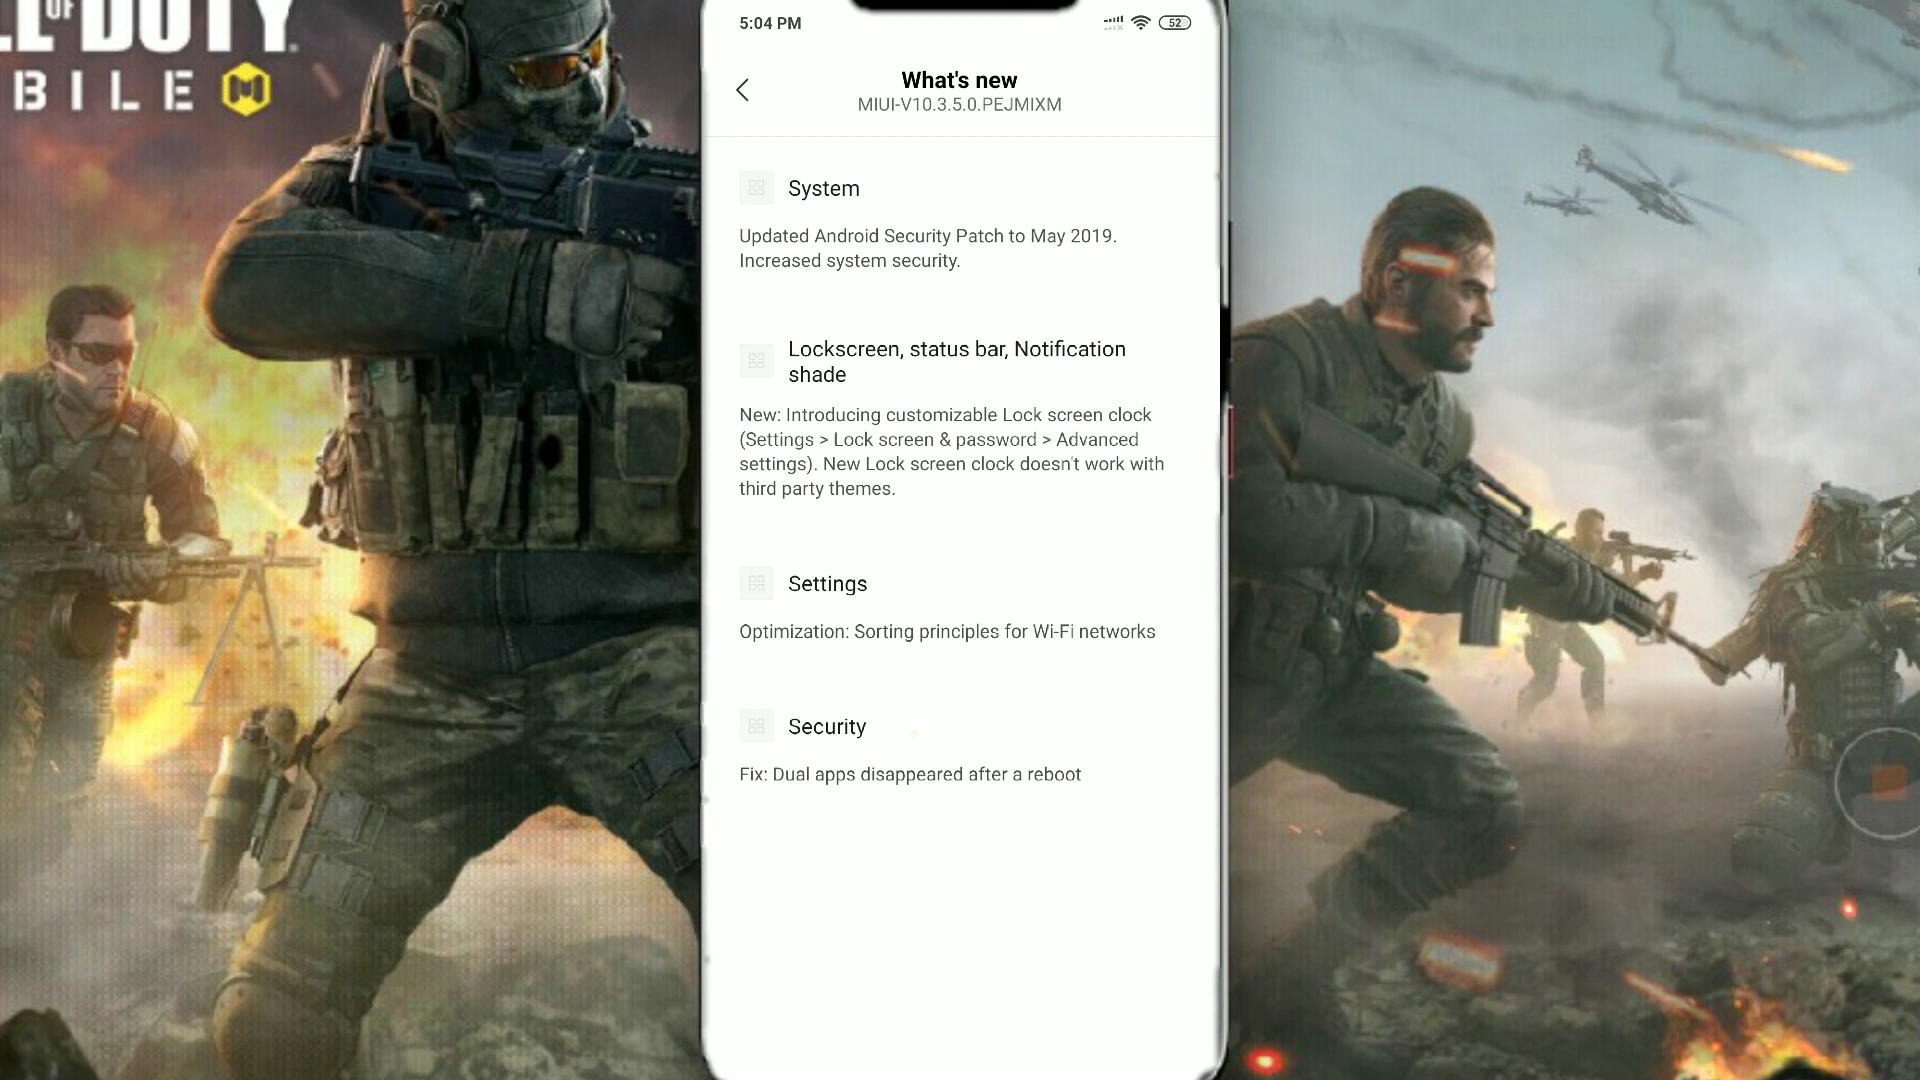 OF
DUTY
BILE
5:04 PM
52
What's new
MIUI-V10.3.5.0.PEJMIXM
System
Updated Android Security Patch to May 2019.
Increased system security.
Lockscreen, status bar, Notification
shade
New: Introducing customizable Lock screen clock
(Settings > Lock screen & password > Advanced
settings). New Lock screen clock doesn't work with
third party themes.
Settings
Optimization: Sorting principles for Wi-Fi networks
Security
Fix: Dual apps disappeared after a reboot